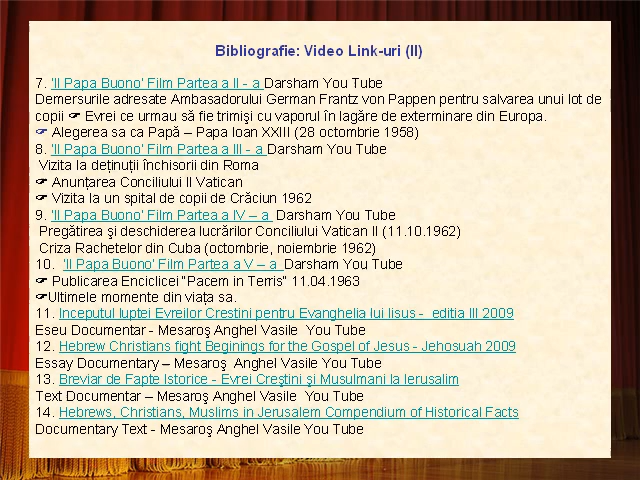 Bibliografie: Video Link-uri (II)
7. 'Il Papa Buono' Film Partea a II - a Darsham You Tube
Demersurile adresate Ambasadorului German Frantz von Pappen pentru salvarea unui lot de
copii ☛ Evrei ce urmau să fie trimişi cu vaporul în lagăre de exterminare din Europa.
☛ Alegerea sa ca Papă – Papa Ioan XXIII (28 octombrie 1958)
8. 'Il Papa Buono' Film Partea a III - a Darsham You Tube
Vizita la deţinuţii închisorii din Roma
☛ Anunţarea Conciliului II Vatican
☛ Vizita la un spital de copii de Crăciun 1962
9. 'Il Papa Buono' Film Partea a IV – a Darsham You Tube
Pregătirea şi deschiderea lucrărilor Conciliului Vatican II (11.10.1962)
Criza Rachetelor din Cuba (octombrie, noiembrie 1962)
10. 'Il Papa Buono' Film Partea a V – a Darsham You Tube
☛ Publicarea Enciclicei “Pacem in Terris” 11.04.1963
☛Ultimele momente din viaţa sa.
11. Inceputul luptei Evreilor Crestini pentru Evanghelia lui Iisus - editia III 2009
Eseu Documentar - Mesaroş Anghel Vasile You Tube
12. Hebrew Christians fight Beginings for the Gospel of Jesus - Jehosuah 2009
Essay Documentary – Mesaroş Anghel Vasile You Tube
13. Breviar de Fapte Istorice - Evrei Creştini şi Musulmani la Ierusalim
Text Documentar – Mesaroş Anghel Vasile You Tube
14. Hebrews, Christians, Muslims in Jerusalem Compendium of Historical Facts
Documentary Text - Mesaroş Anghel Vasile You Tube